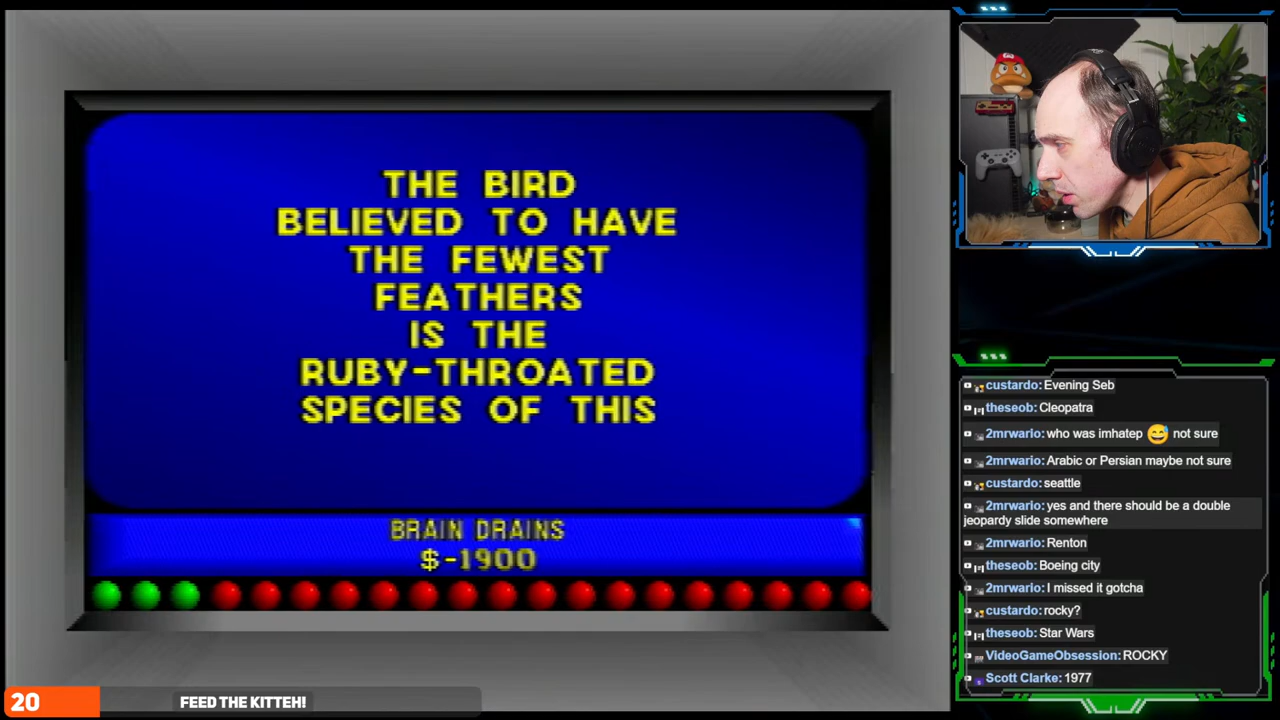 THE BIRD
BELIEVED TO HAVE
THE FEWEST
FEATHERS
IS THE
RUBY-THROATED
SPECIES OF THIS
BRAIN DRAINS
$-1900
20
FEED THE KITTEH!
custardo: Evening Seb
theseob: Cleopatra
2mrwario: who was imhatep 😅 not sure
2mrwario: Arabic or Persian maybe not sure
custardo: seattle
2mrwario: yes and there should be a double
jeopardy slide somewhere
2mrwario: Renton
theseob: Boeing city
2mrwario: I missed it gotcha
custardo: rocky?
theseob: Star Wars
VideoGameObsession: ROCKY
Scott Clarke: 1977